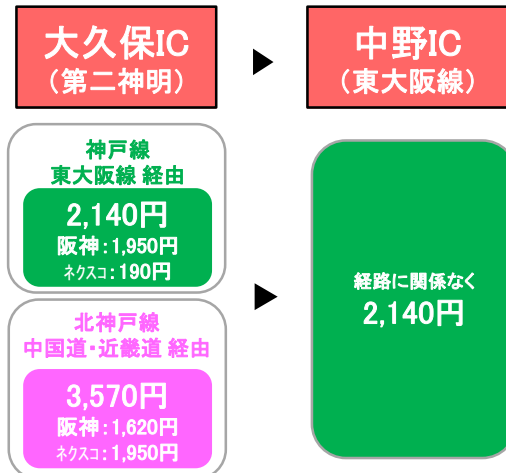 大久保IC
(第二神明)
▶
中野IC
(東大阪線)
神戸線
東大阪線 経由
2,140円
阪神:1,950円
ネクスコ:190円
▶
経路に関係なく
2,140円
北神戸線
中国道・近畿道 経由
3,570円
阪神:1,620円
ネクスコ:1,950円